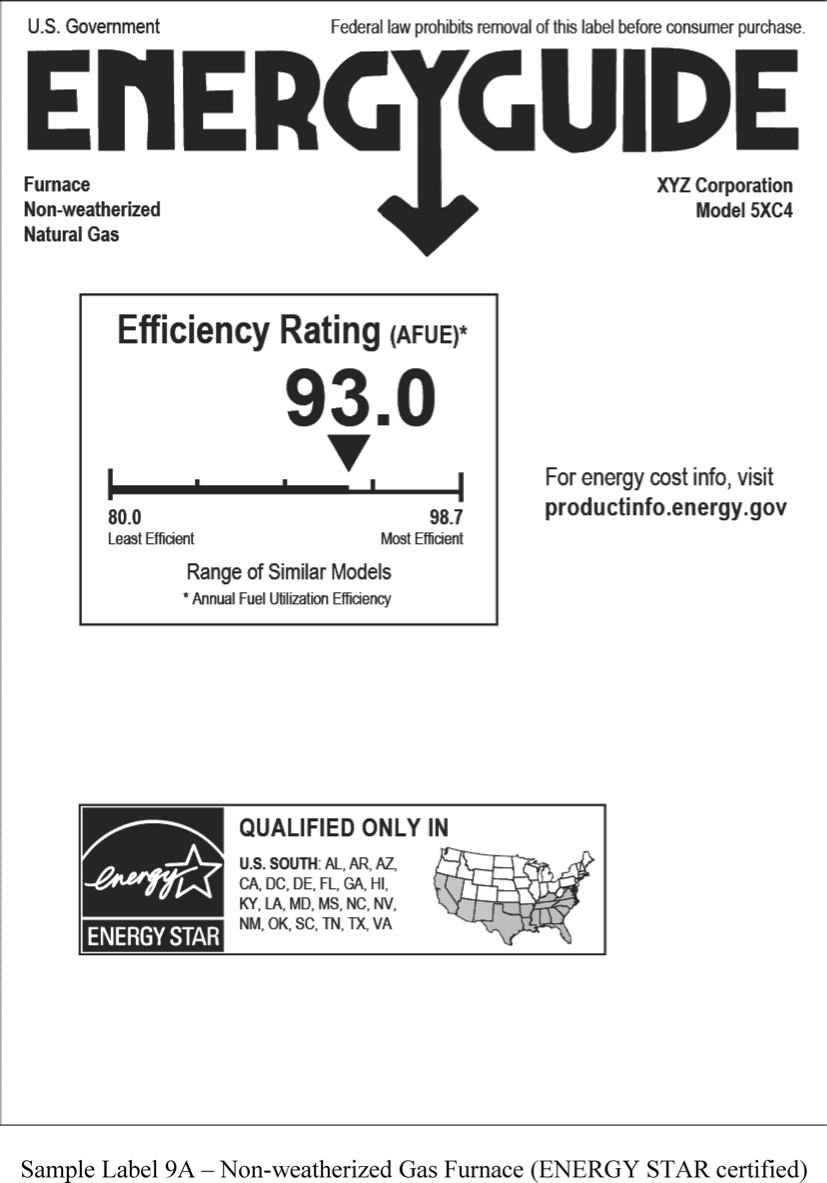 U.S. Government
Federal law prohibits removal of this label before consumer purchase.
ENERGYGUIDE
Furnace
Non-weatherized
Natural Gas
XYZ Corporation
Model 5XC4
Efficiency Rating (AFUE)*
93.0
80.0
Least Efficient
98.7
Most Efficient
Range of Similar Models
* Annual Fuel Utilization Efficiency
For energy cost info, visit
productinfo.energy.gov
energy
ENERGY STAR
QUALIFIED ONLY IN
U.S. SOUTH: AL, AR, AZ,
CA, DC, DE, FL, GA, HI,
KY, LA, MD, MS, NC, NV,
NM, OK, SC, TN, TX, VA
Sample Label 9A – Non-weatherized Gas Furnace (ENERGY STAR certified)